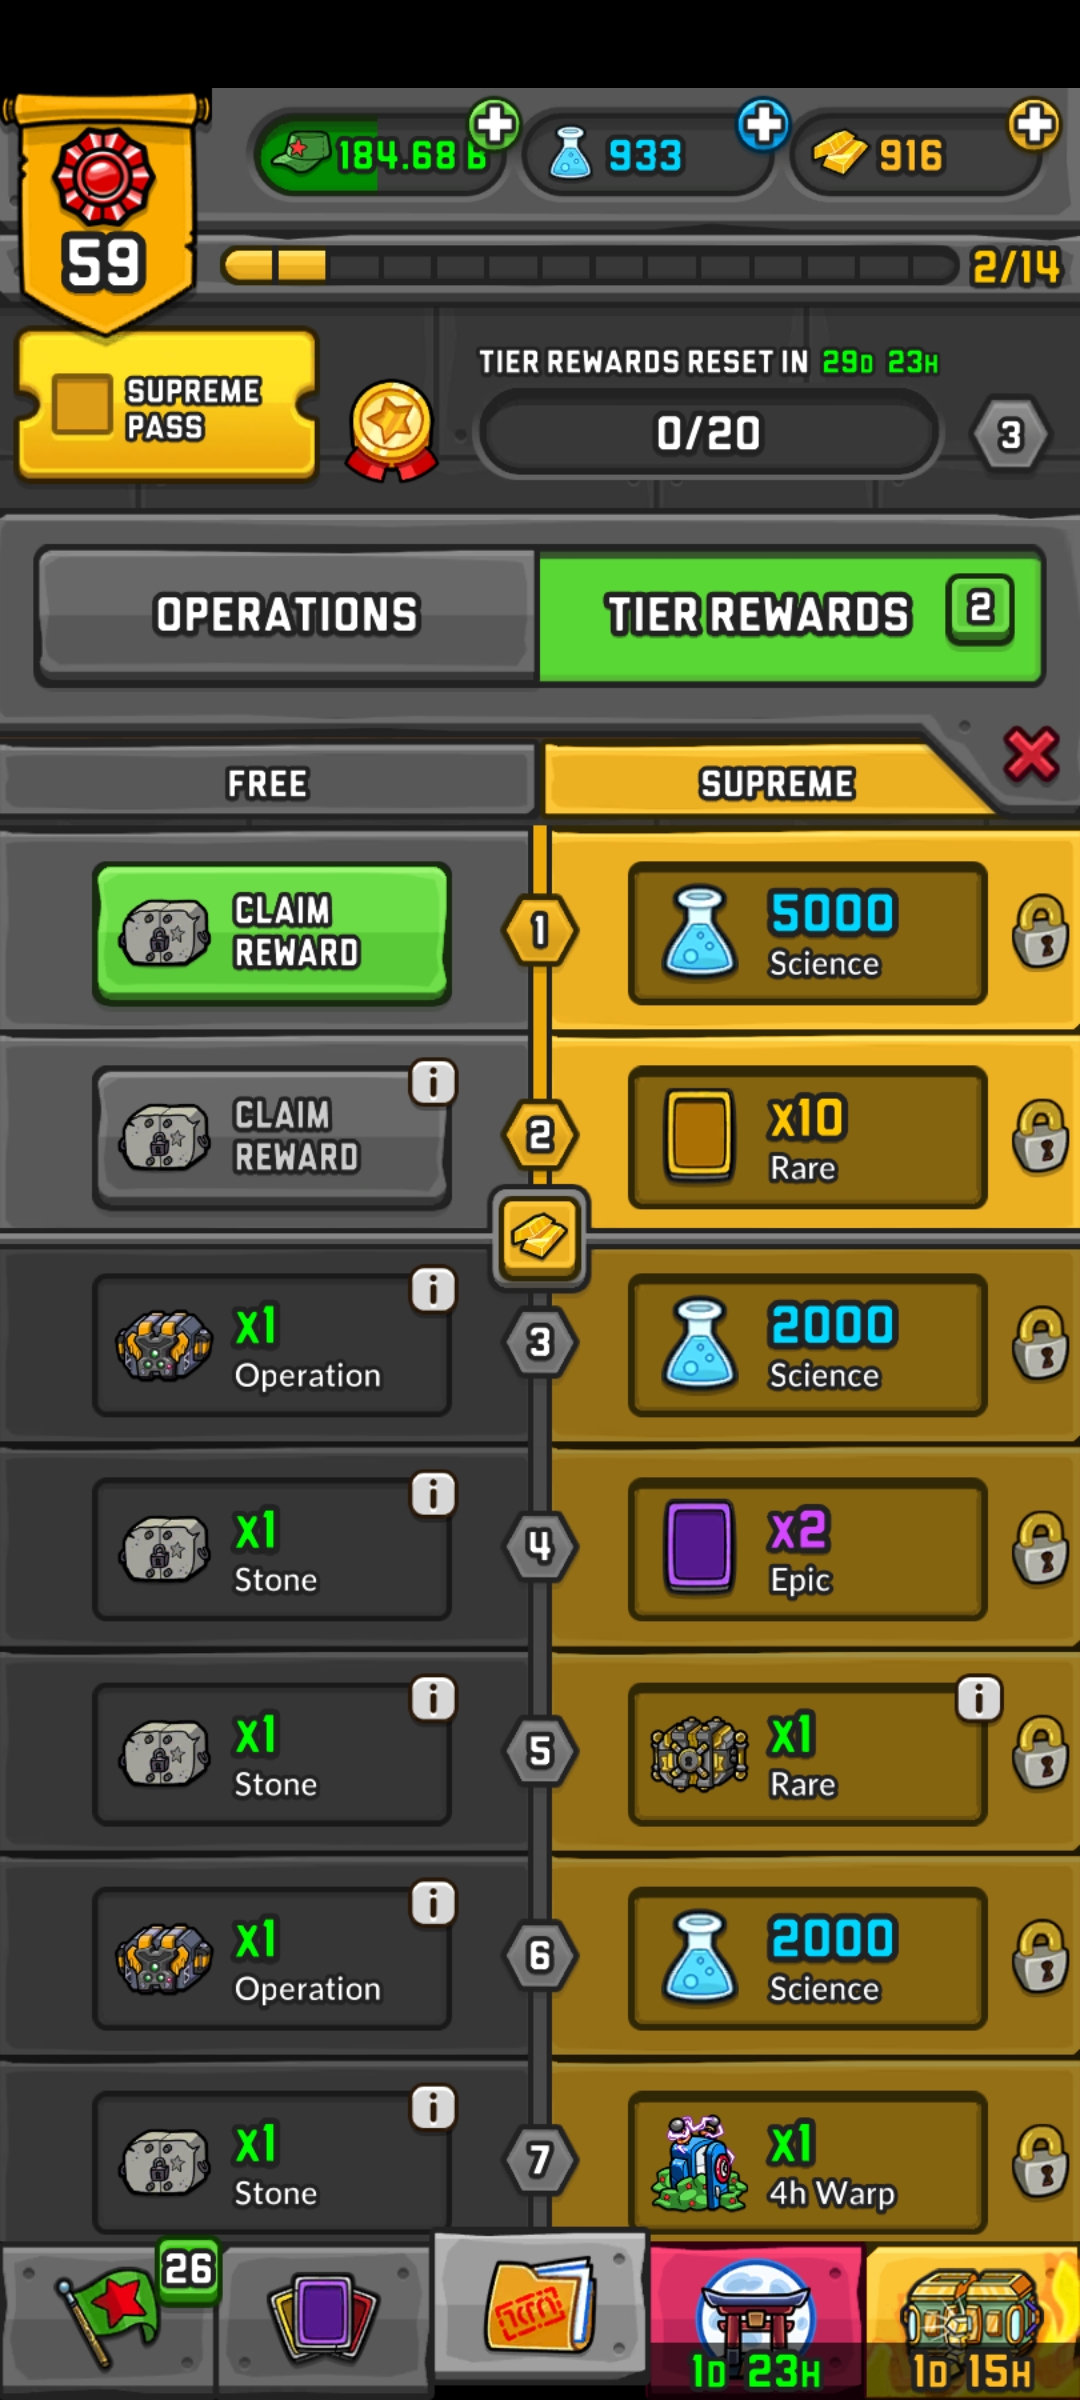 184.68 B
933
916
59
2/14
SUPREME
PASS
TIER REWARDS RESET IN 29D 23H
0/20
3
OPERATIONS
TIER REWARDS
2
FREE
SUPREME
CLAIM
REWARD
1
5000
Science
CLAIM
REWARD
i
2
x10
Rare
x1
Operation
i
3
2000
Science
x1
Stone
i
4
x2
Epic
x1
Stone
i
5
x1
Rare
i
x1
Operation
i
6
2000
Science
x1
Stone
i
7
x1
4h Warp
26
1D 23H
1D 15H